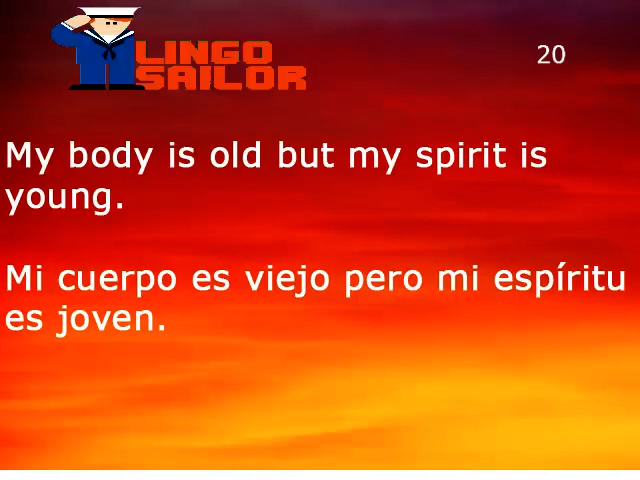 LINGO
SAILOR
20
My body is old but my spirit is
young.
Mi cuerpo es viejo pero mi espíritu
es joven.